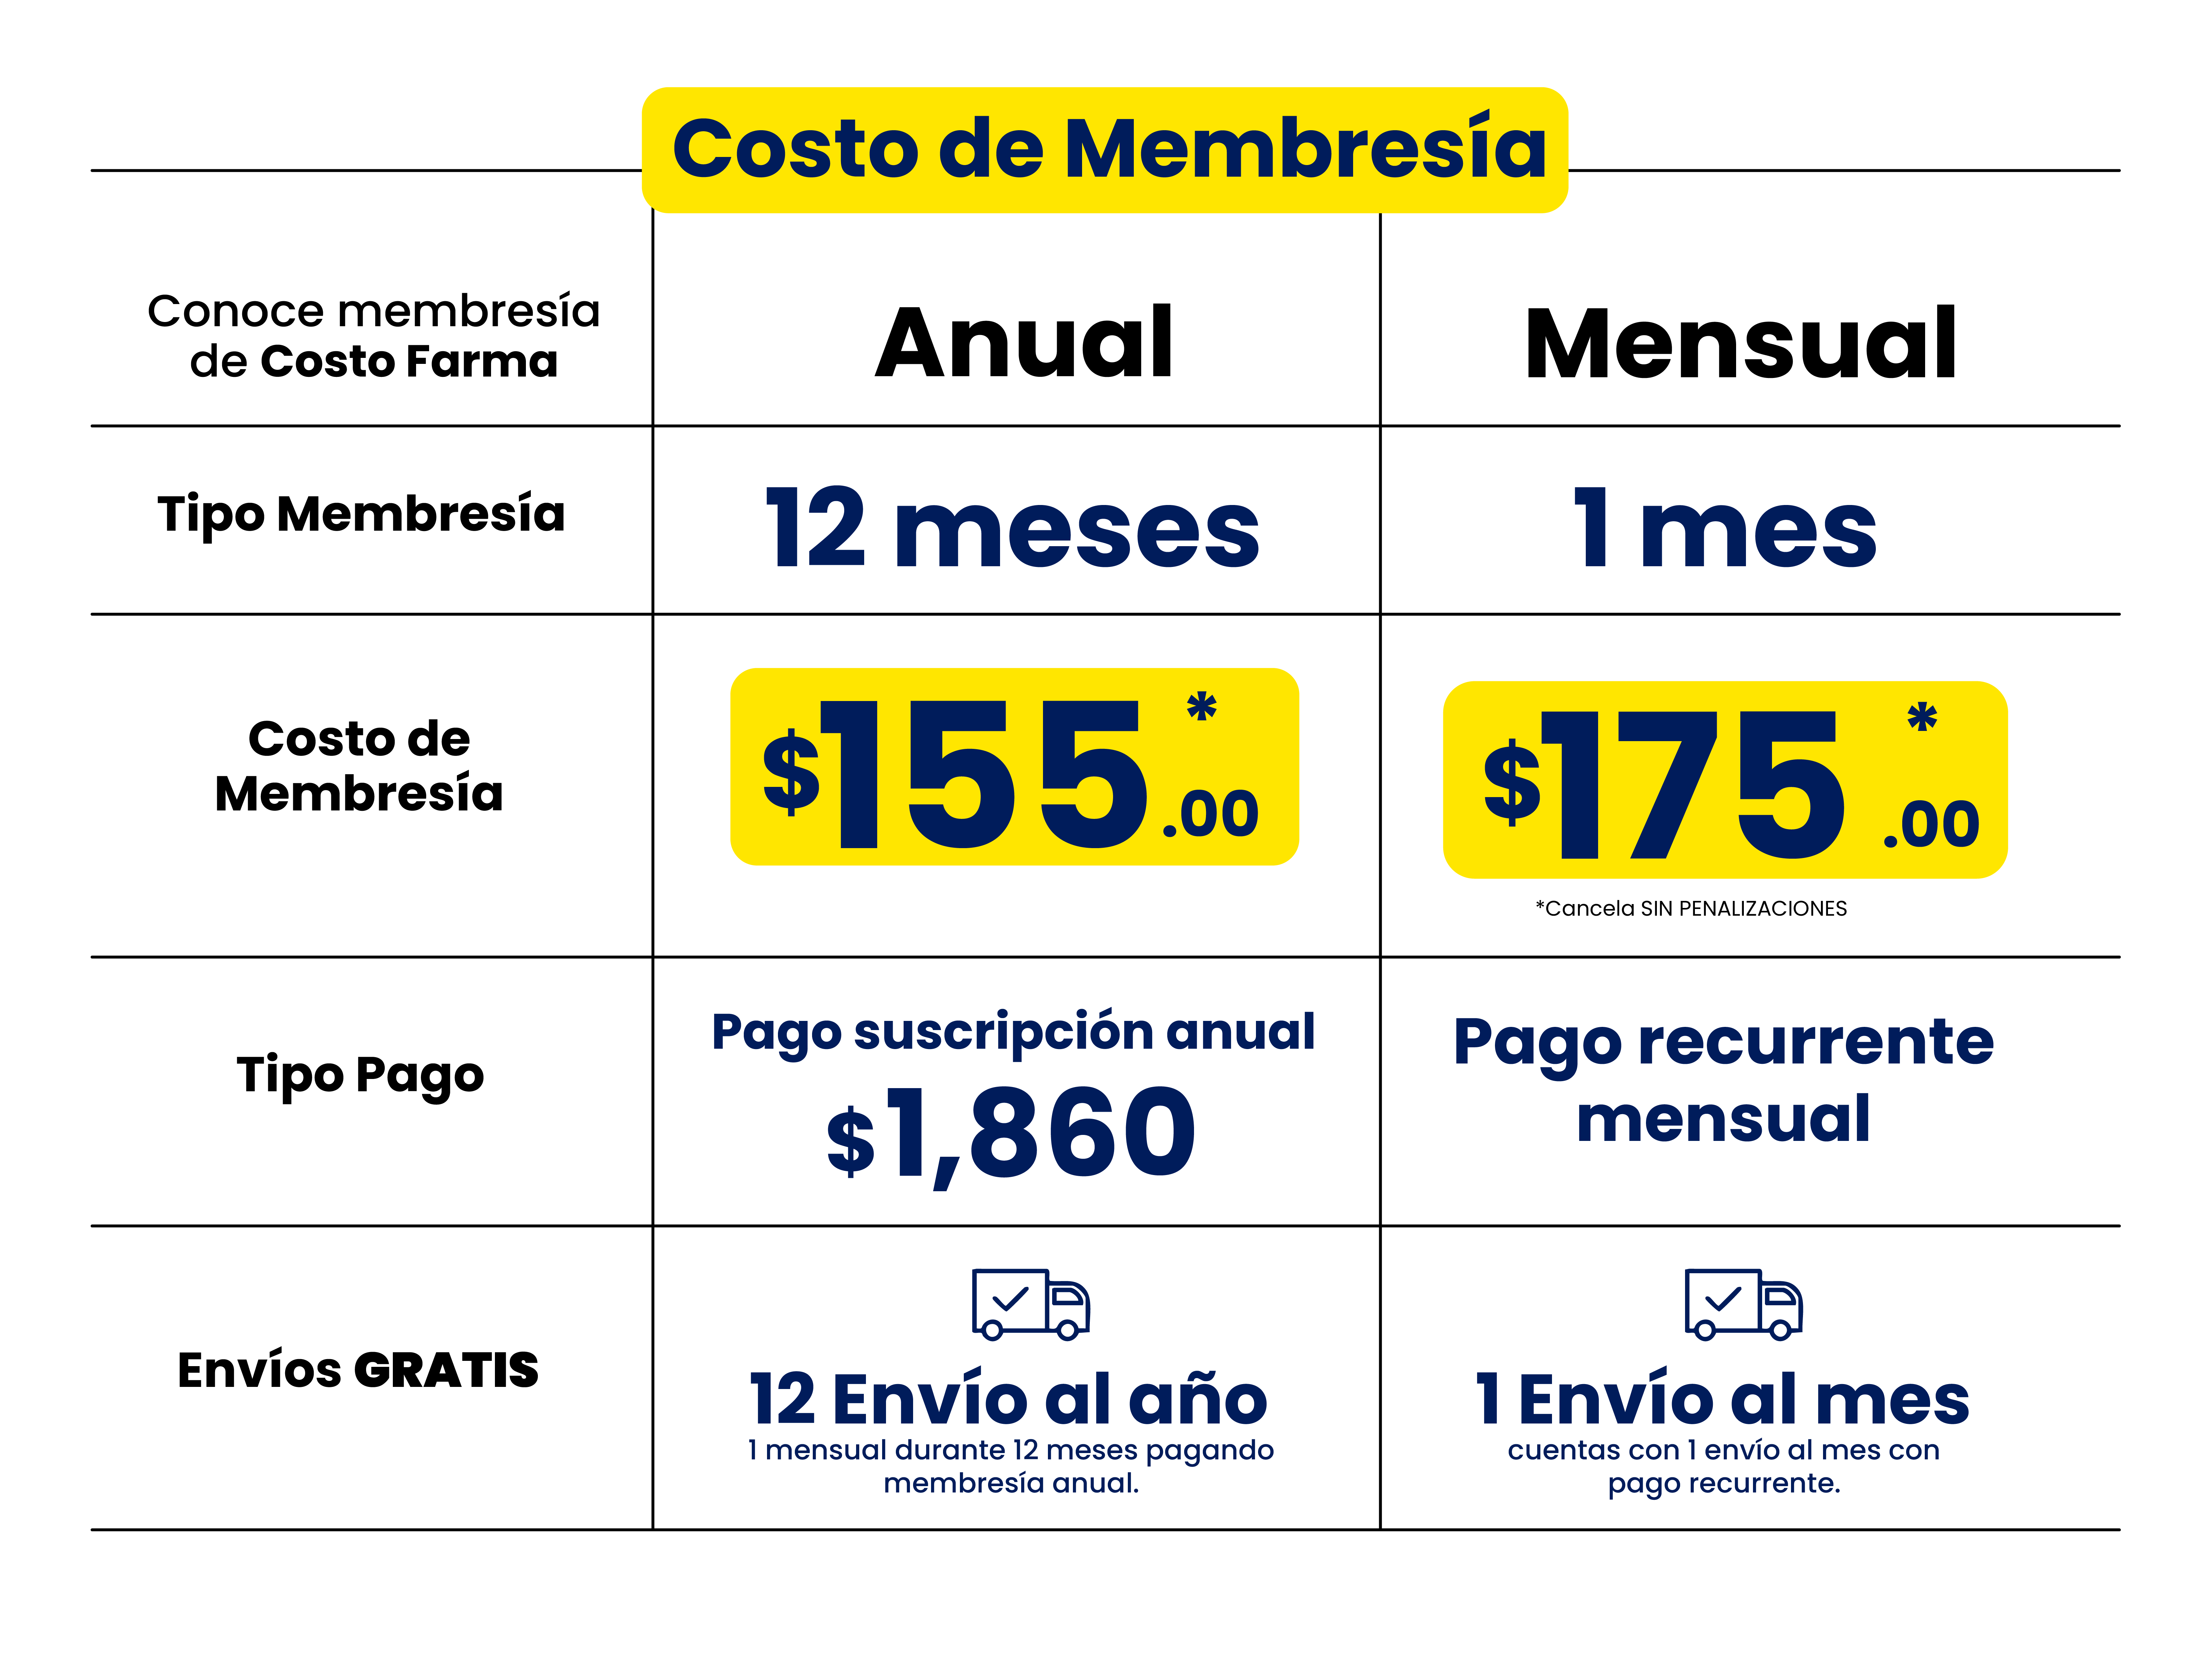 Costo de Membresía
Conoce membresía
de Costo Farma
Anual
Mensual
Tipo Membresía
12 meses
1 mes
Costo de
Membresía
$155.00*
$175.00*
*Cancela SIN PENALIZACIONES
Tipo Pago
Pago suscripción anual
$1,860
Pago recurrente
mensual
Envíos GRATIS
12 Envío al año
1 mensual durante 12 meses pagando
membresía anual.
1 Envío al mes
cuentas con 1 envío al mes con
pago recurrente.